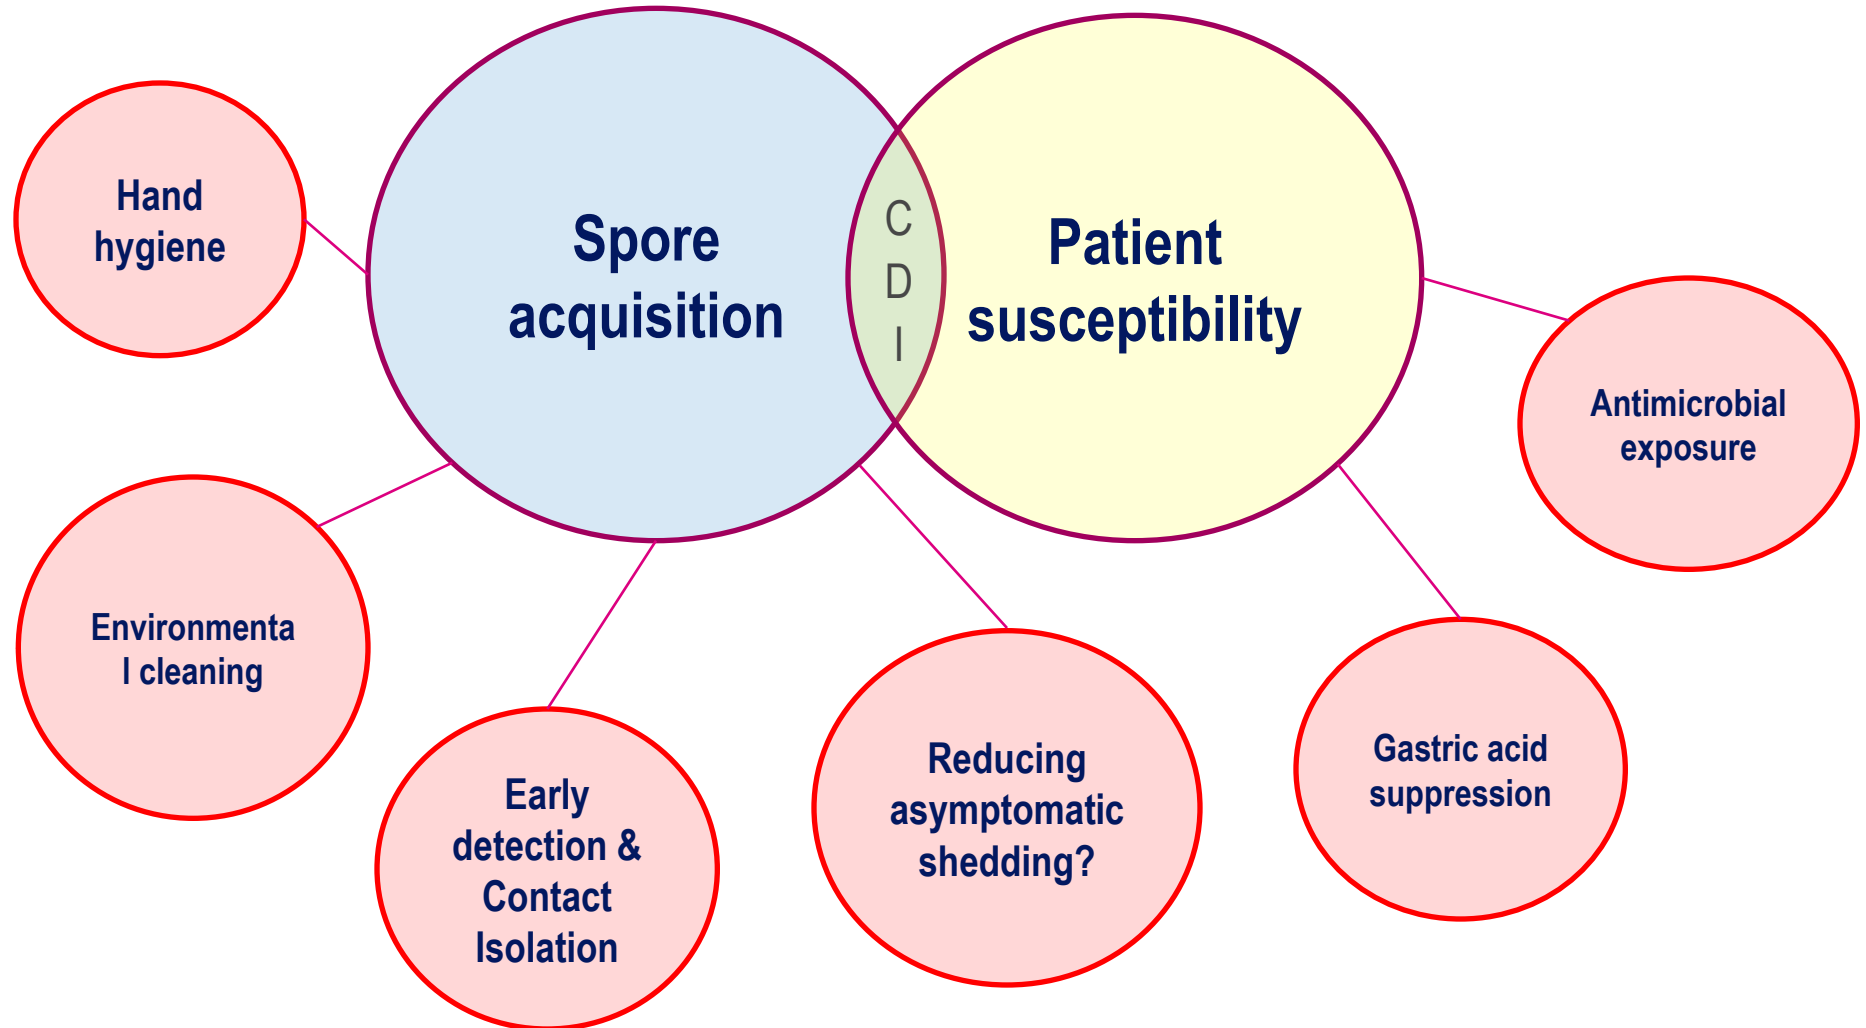 Hand
hygiene
Spore
acquisition
C
D
I
Patient
susceptibility
Antimicrobial
exposure
Environmenta
l cleaning
Early
detection &
Contact
Isolation
Reducing
asymptomatic
shedding?
Gastric acid
suppression